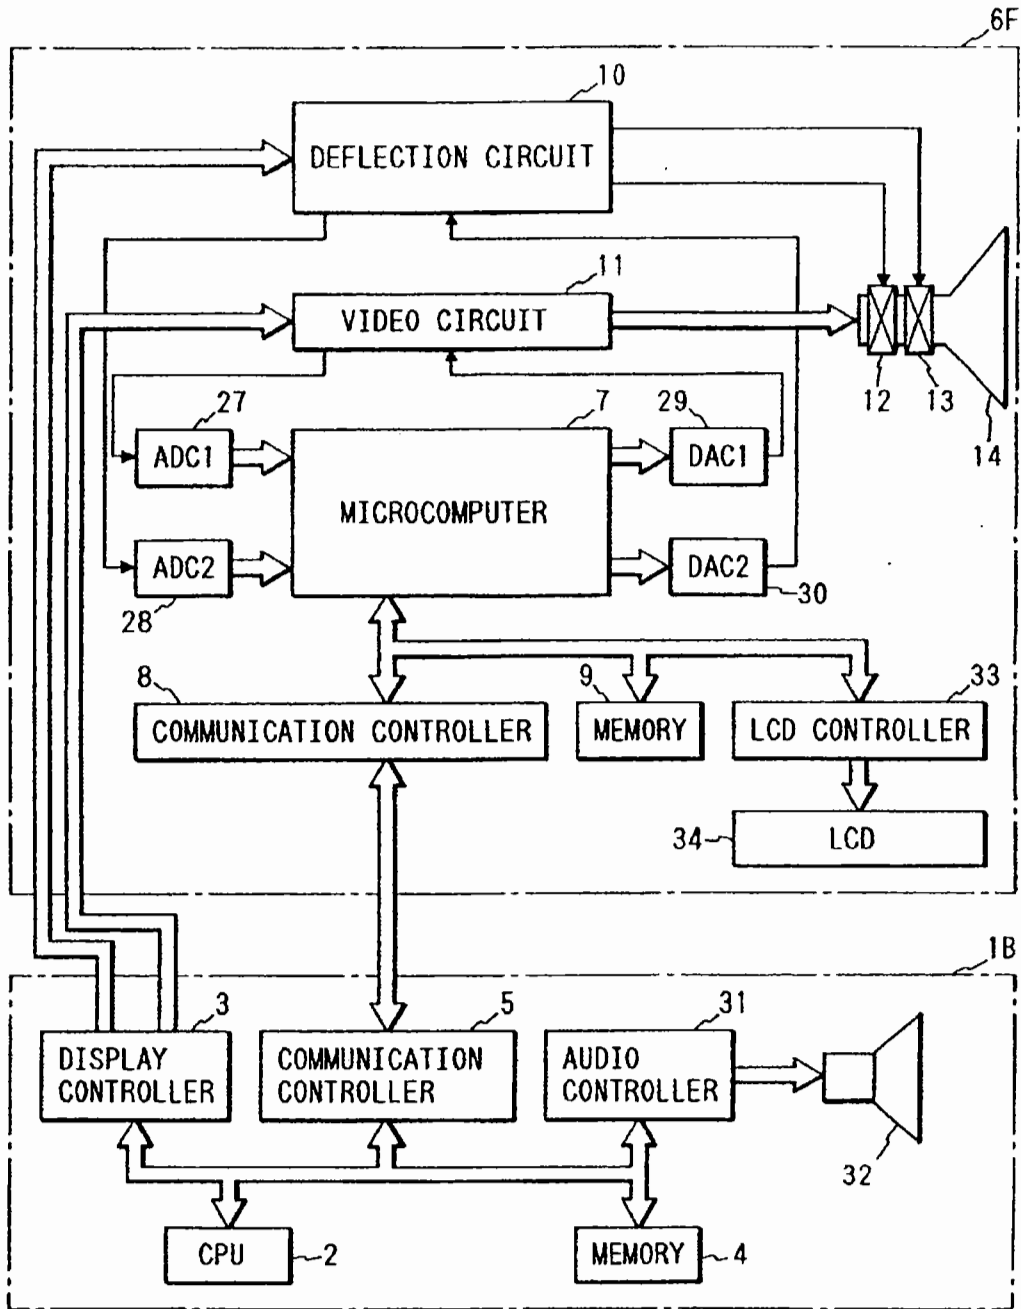 6F
10
DEFLECTION CIRCUIT
11
VIDEO CIRCUIT
12
13
14
27
ADC1
7
MICROCOMPUTER
29
DAC1
ADC2
28
DAC2
30
8
COMMUNICATION CONTROLLER
9
MEMORY
33
LCD CONTROLLER
34
LCD
1B
3
DISPLAY
CONTROLLER
5
COMMUNICATION
CONTROLLER
31
AUDIO
CONTROLLER
32
CPU
2
MEMORY
4